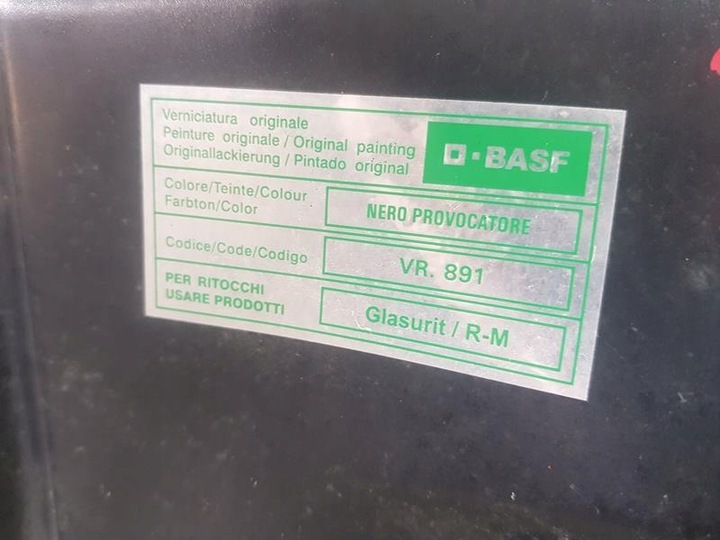 Verniciatura originale
Peinture originale / Original painting
Originallackierung / Pintado original
BASF
Colore/Teinte/Colour
Farbton/Color
NERO PROVOCATORE
Codice/Code/Codigo
VR. 891
PER RITOCCHI
USARE PRODOTTI
Glasurit / R-M